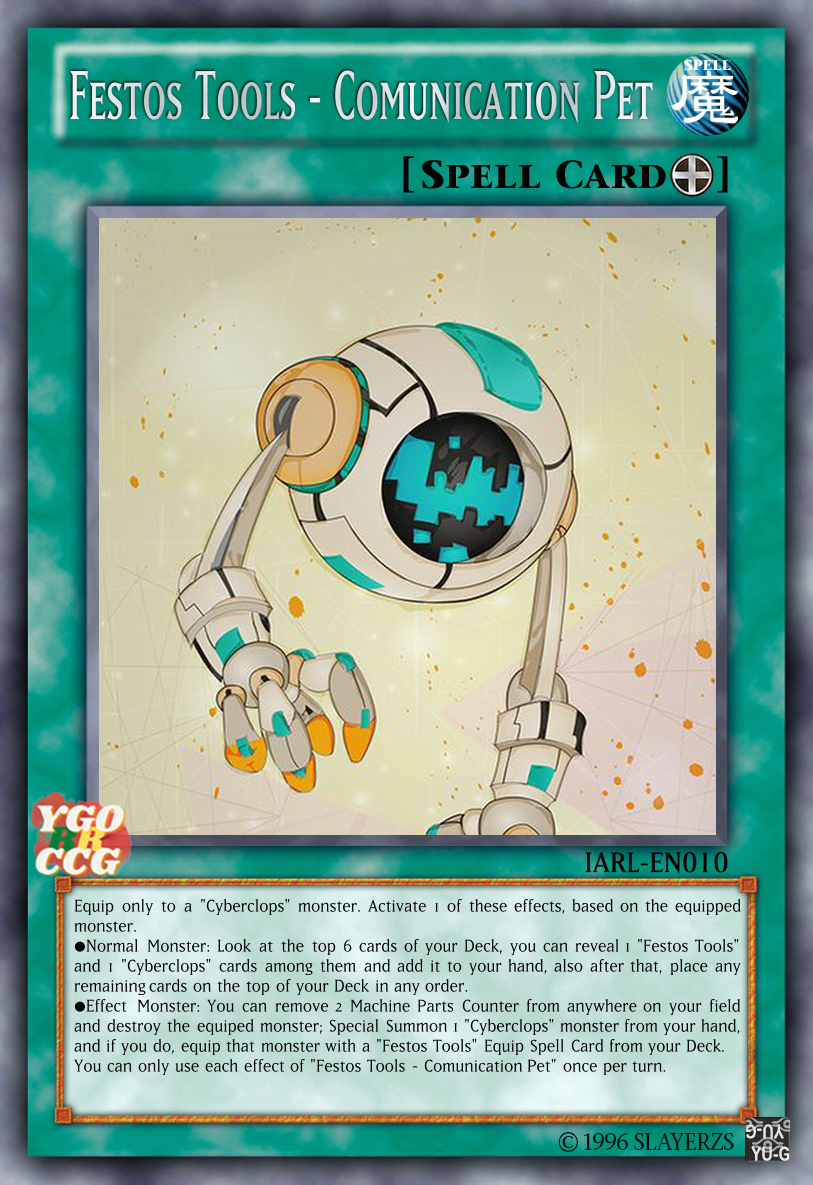 Festos Tools - Comunication Pet
SPELL
魔
[Spell Card]
YGO
BR
CCG
IARL-EN010
Equip only to a "Cyberclops" monster. Activate 1 of these effects, based on the equipped
monster.
●Normal Monster: Look at the top 6 cards of your Deck, you can reveal 1 "Festos Tools"
and 1 "Cyberclops" cards among them and add it to your hand, also after that, place any
remaining cards on the top of your Deck in any order.
●Effect Monster: You can remove 2 Machine Parts Counter from anywhere on your field
and destroy the equiped monster; Special Summon 1 "Cyberclops" monster from your hand,
and if you do, equip that monster with a "Festos Tools" Equip Spell Card from your Deck.
You can only use each effect of "Festos Tools - Comunication Pet" once per turn.
© 1996 SLAYERZS
YU-G
YU-G